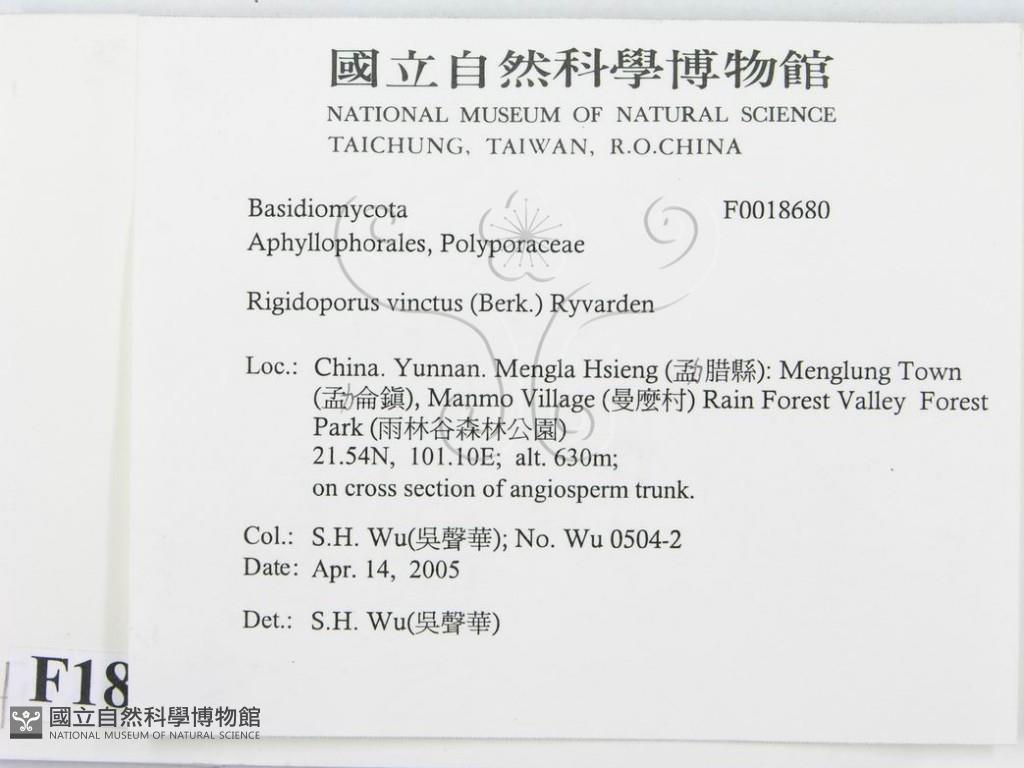 國立自然科學博物館
NATIONAL MUSEUM OF NATURAL SCIENCE
TAICHUNG, TAIWAN, R.O.CHINA
Basidiomycota F0018680
Aphyllophorales, Polyporaceae
Rigidoporus vinctus (Berk.) Ryvarden
Loc.: China. Yunnan. Mengla Hsieng (勐腊縣): Menglung Town
(勐侖鎮), Manmo Village (曼麼村) Rain Forest Valley Forest
Park (雨林谷森林公園)
21.54N, 101.10E; alt. 630m;
on cross section of angiosperm trunk.
Col.: S.H. Wu(吳聲華); No. Wu 0504-2
Date: Apr. 14, 2005
Det.: S.H. Wu(吳聲華)
F18
國立自然科學博物館
NATIONAL MUSEUM OF NATURAL SCIENCE